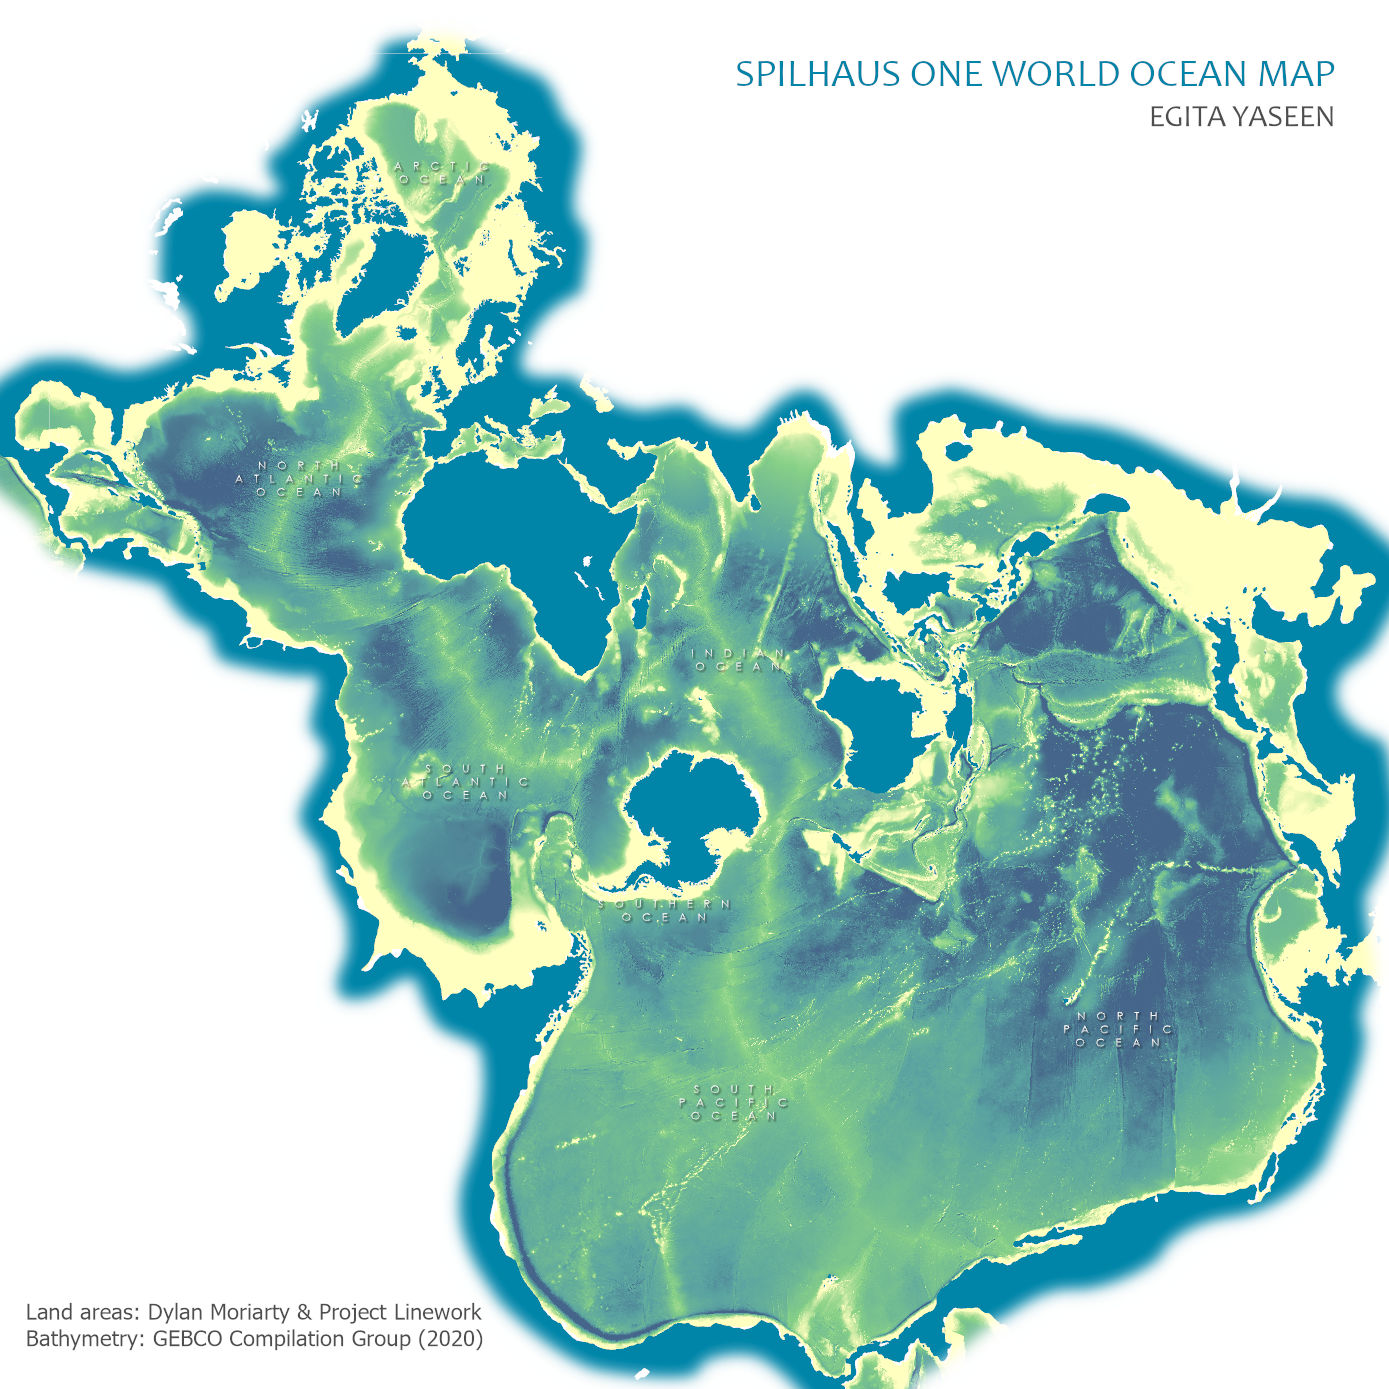 SPILHAUS ONE WORLD OCEAN MAP
EGITA YASEEN
ARCTIC
OCEAN
NORTH
ATLANTIC
OCEAN
INDIAN
OCEAN
SOUTH
ATLANTIC
OCEAN
SOUTHERN
OCEAN
NORTH
PACIFIC
OCEAN
SOUTH
PACIFIC
OCEAN
Land areas: Dylan Moriarty & Project Linework
Bathymetry: GEBCO Compilation Group (2020)